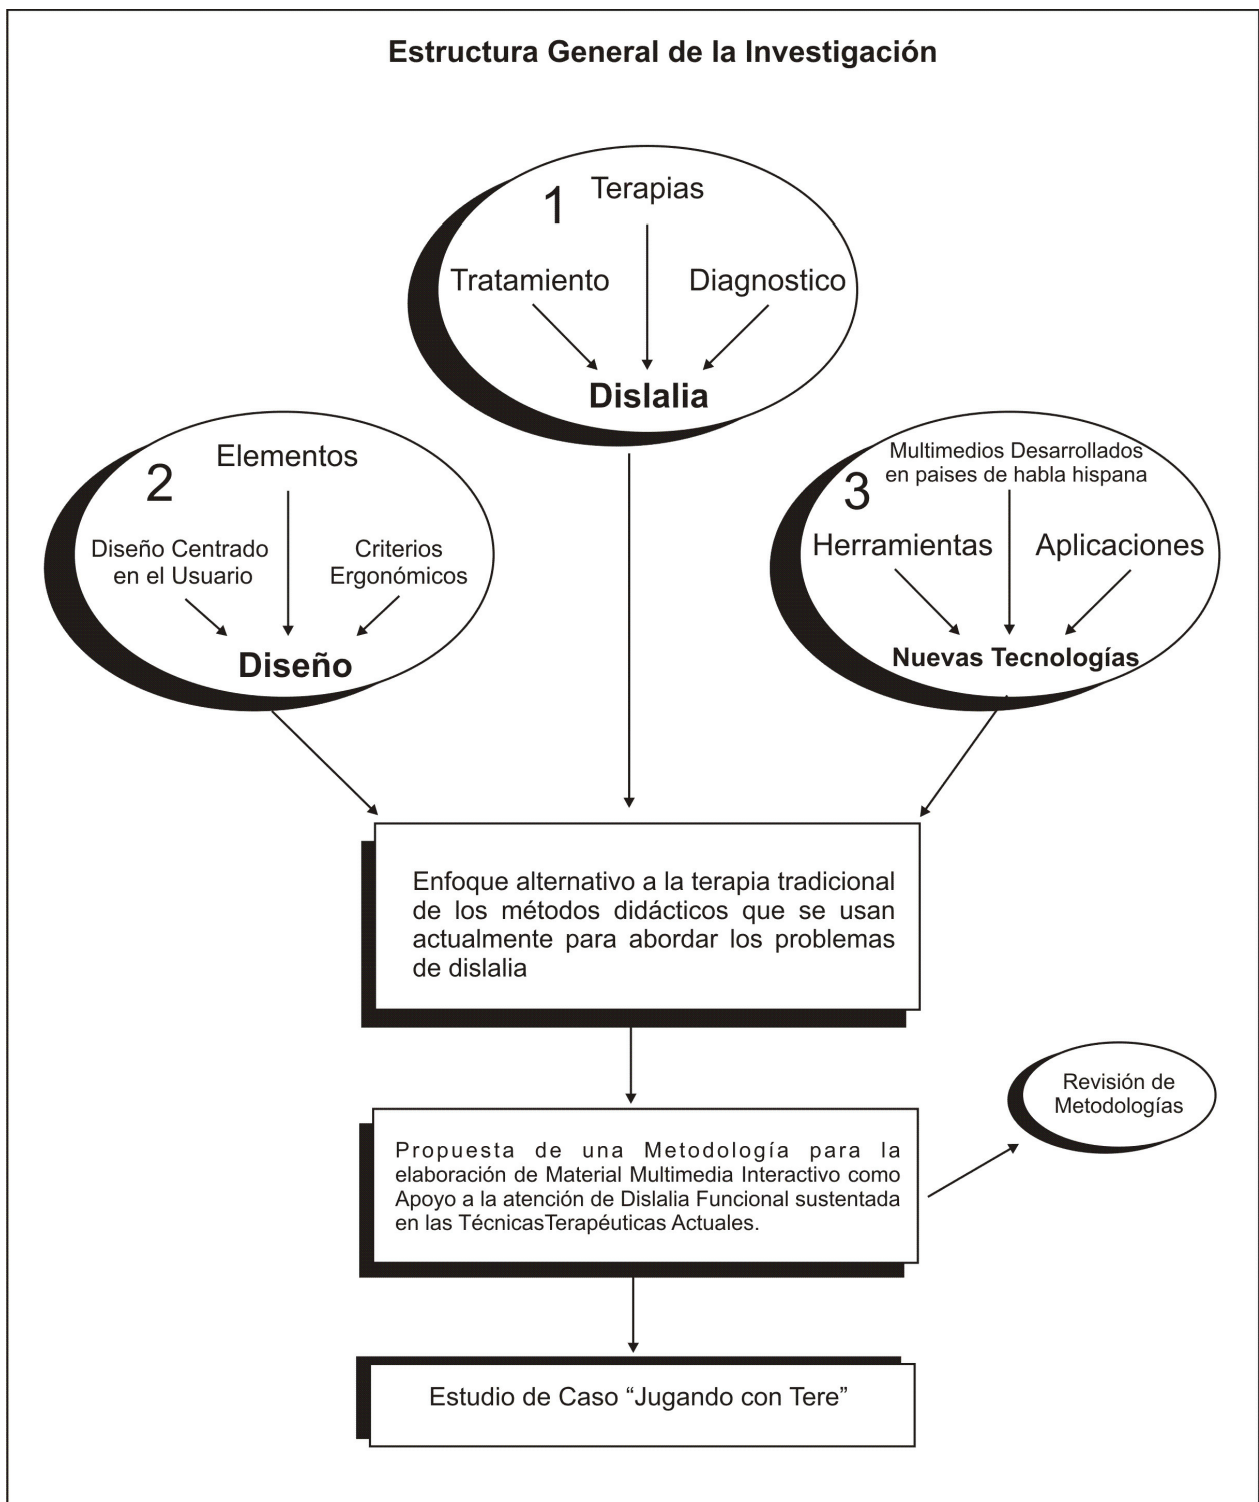 Estructura General de la Investigación
1
Terapias
Tratamiento
Diagnostico
Dislalia
2
Elementos
Diseño Centrado
en el Usuario
Criterios
Ergonómicos
Diseño
3
Multimedios Desarrollados
en paises de habla hispana
Herramientas
Aplicaciones
Nuevas Tecnologías
Enfoque alternativo a la terapia tradicional
de los métodos didácticos que se usan
actualmente para abordar los problemas
de dislalia
Revisión de
Metodologías
Propuesta de una Metodología para la
elaboración de Material Multimedia Interactivo como
Apoyo a la atención de Dislalia Funcional sustentada
en las TécnicasTerapéuticas Actuales.
Estudio de Caso “Jugando con Tere”